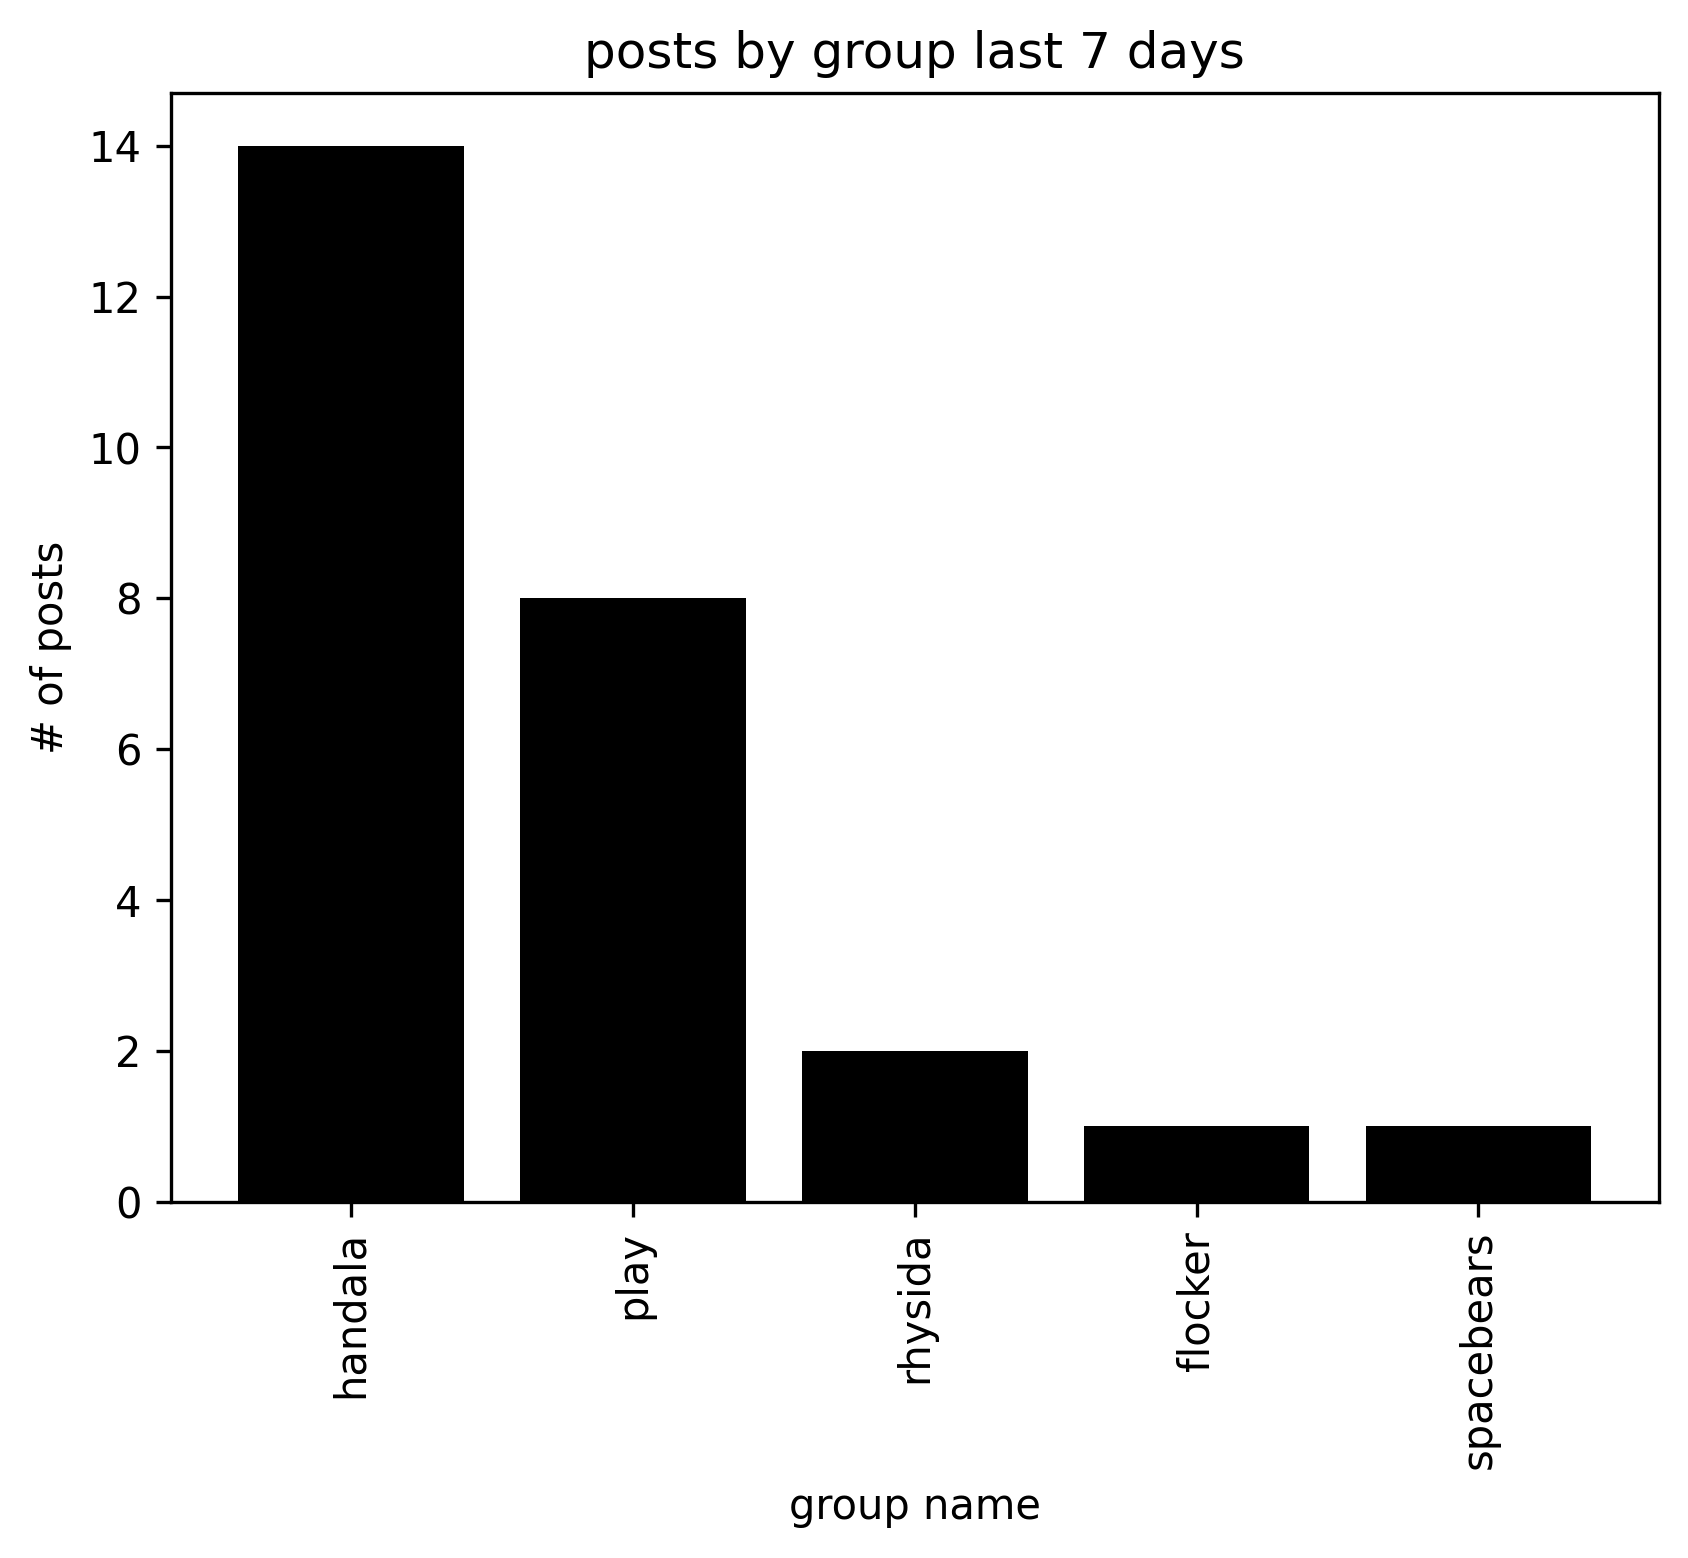 posts by group last 7 days
# of posts
14
12
10
8
6
4
2
0
handala
play
rhysida
flocker
spacebears
group name